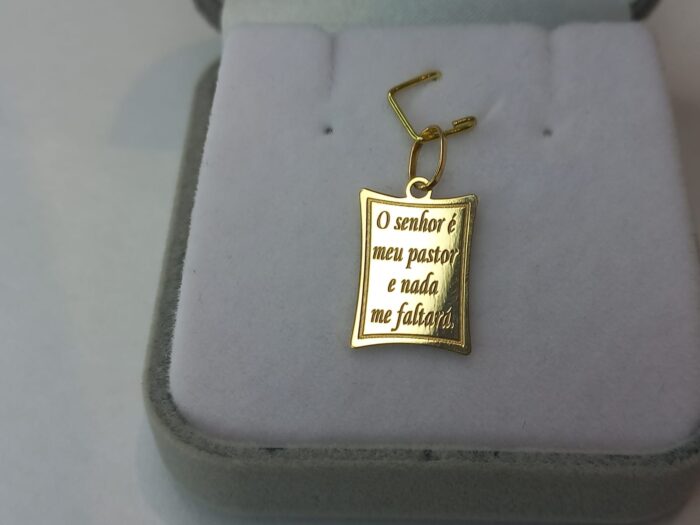 O senhor é
meu pastor
e nada
me faltará.